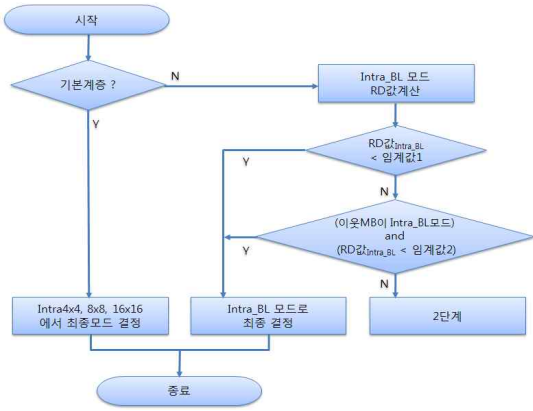 시작
기본계층 ?
N
Y
Intra_BL 모드
RD값계산
RD값Intra_BL
< 임계값1
Y
N
(이웃MB이 Intra_BL모드)
and
(RD값Intra_BL < 임계값2)
Y
N
Intra4x4, 8x8, 16x16
에서 최종모드 결정
Intra_BL 모드로
최종 결정
2단계
종료